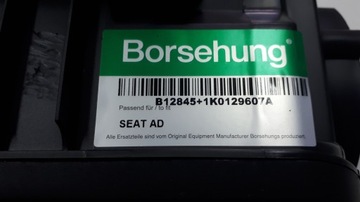 Borsehung®
B12845+1K0129607A
Passend für / to fit
SEAT AD
Alle Ersatzteile sind vom Original Equipment Manufacturer Borsehung produziert.